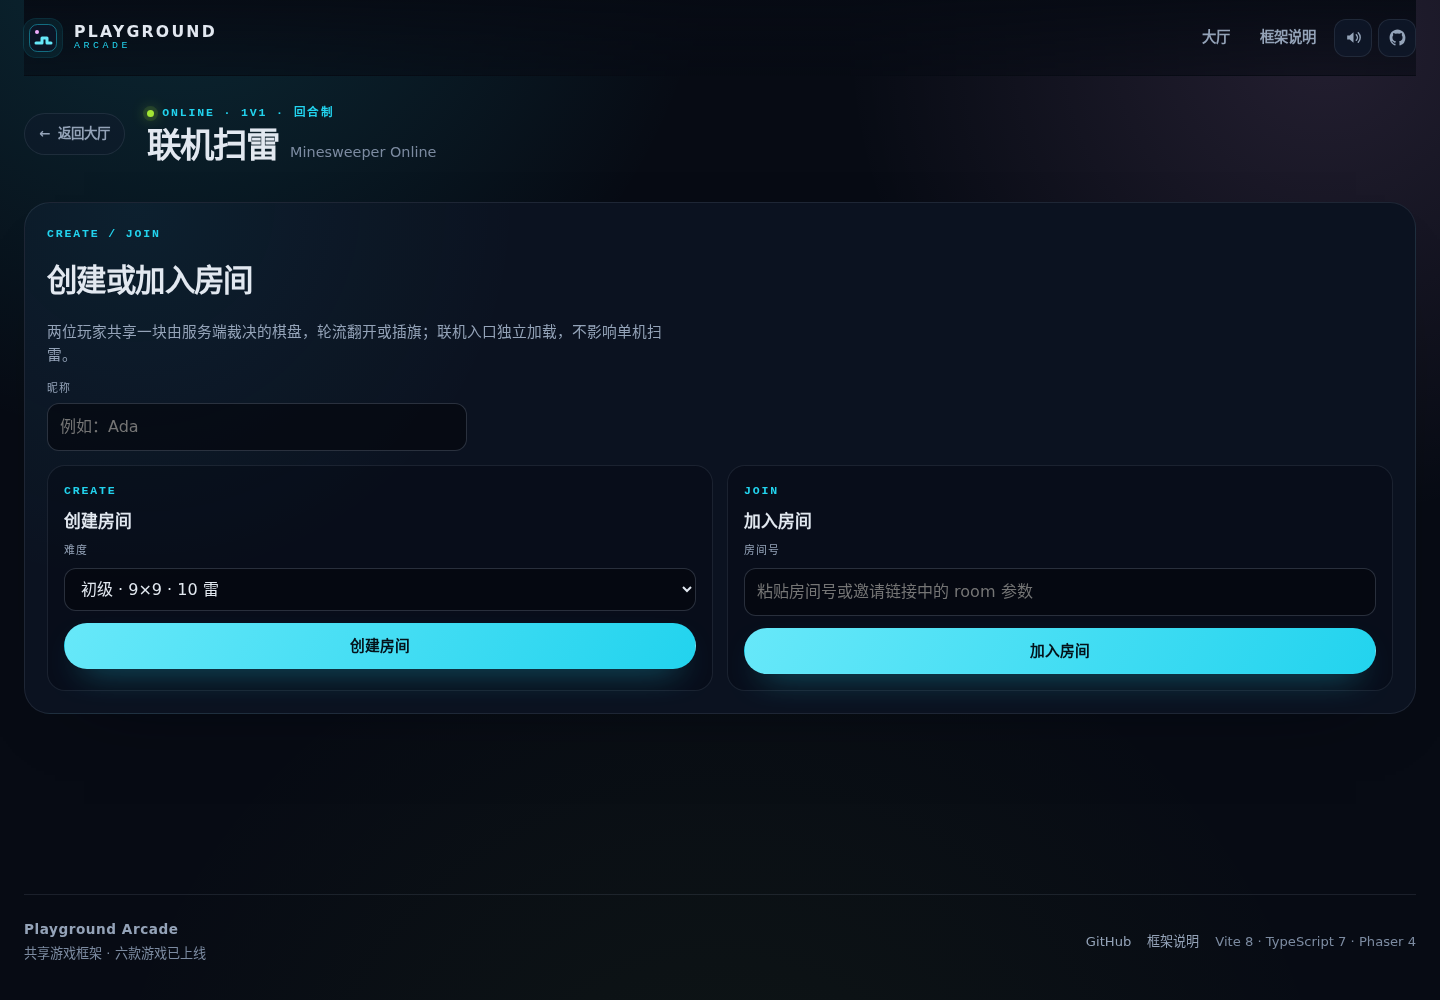 PLAYGROUND
ARCADE
大厅
框架说明
← 返回大厅
ONLINE · 1V1 · 回合制
联机扫雷 Minesweeper Online
CREATE / JOIN
创建或加入房间
两位玩家共享一块由服务端裁决的棋盘，轮流翻开或插旗；联机入口独立加载，不影响单机扫
雷。
昵称
例如：Ada
CREATE
创建房间
难度
初级 · 9×9 · 10 雷
创建房间
JOIN
加入房间
房间号
粘贴房间号或邀请链接中的 room 参数
加入房间
Playground Arcade
共享游戏框架 · 六款游戏已上线
GitHub 框架说明 Vite 8 · TypeScript 7 · Phaser 4